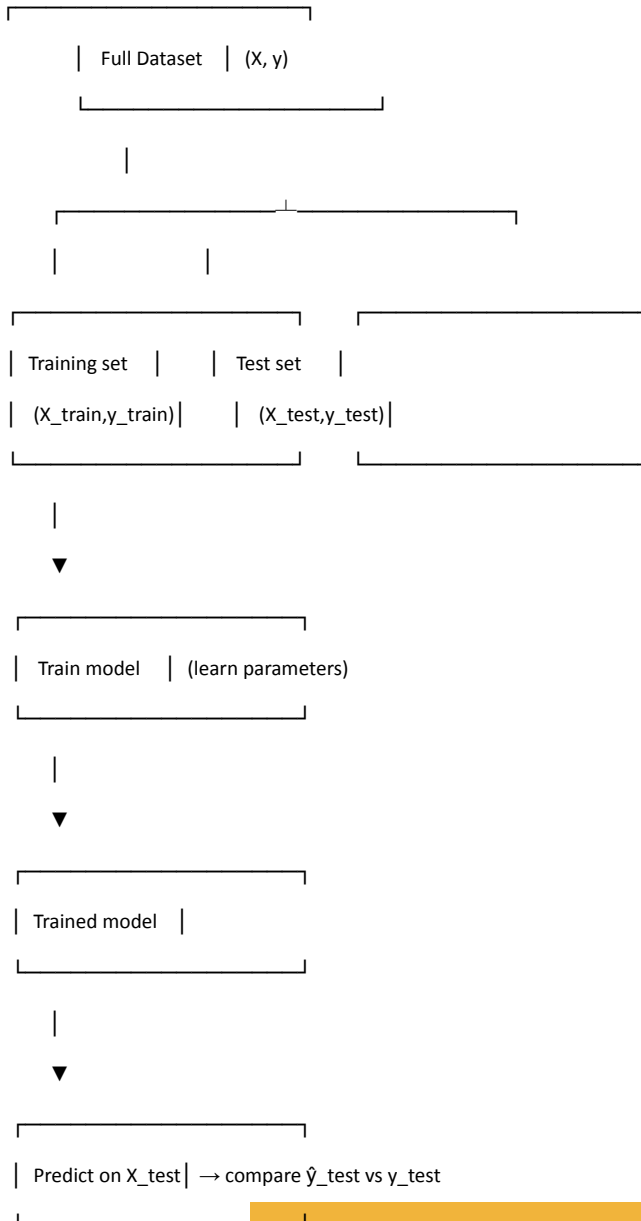 Full Dataset (X, y)
Training set Test set
(X_train,y_train) (X_test,y_test)
▼
Train model (learn parameters)
▼
Trained model
▼
Predict on X_test → compare ŷ_test vs y_test